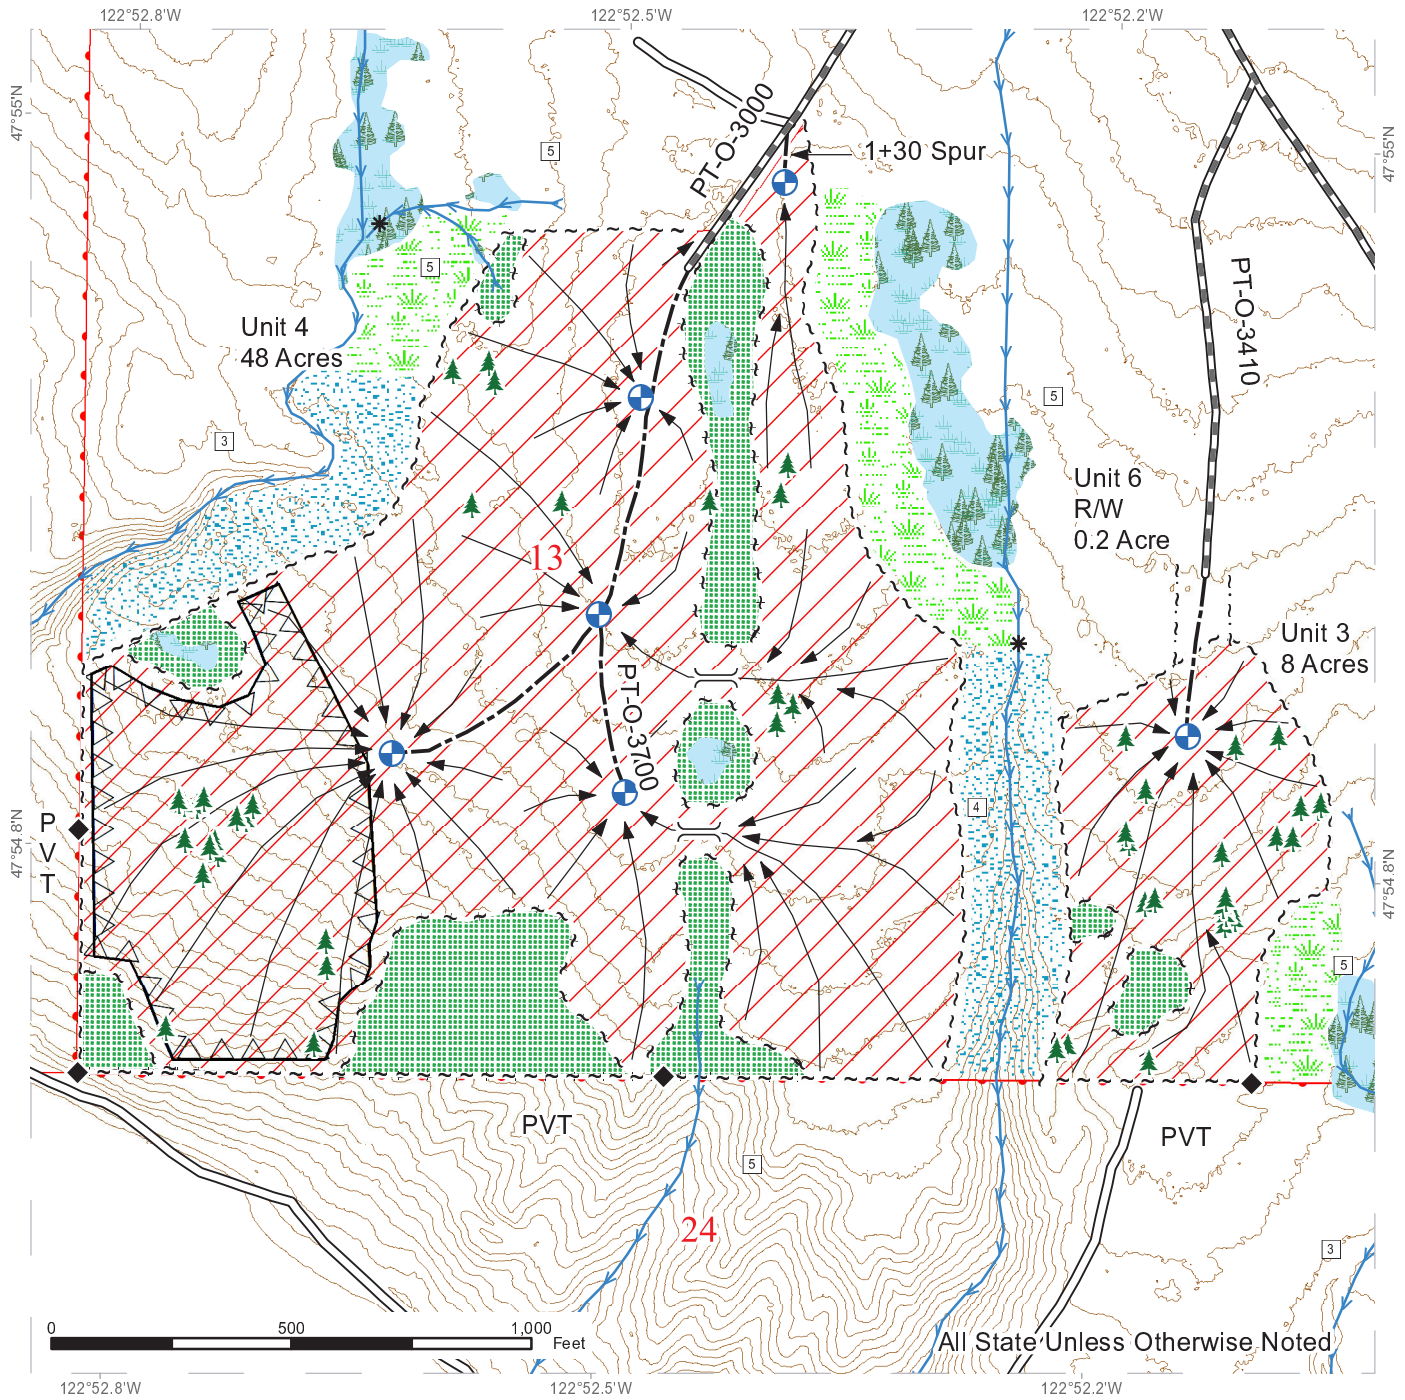 122°52.8'W
122°52.5'W
122°52.2'W
47°55'N
47°55'N
PT-O-3000
1+30 Spur
5
5
PT-O-3410
Unit 4
48 Acres
5
3
Unit 6
R/W
0.2 Acre
13
Unit 3
8 Acres
PT-O-3700
4
P
V
T
47°54.8'N
47°54.8'N
5
PVT
PVT
5
24
3
0
500
1,000
Feet
All State Unless Otherwise Noted
122°52.8'W
122°52.5'W
122°52.2'W